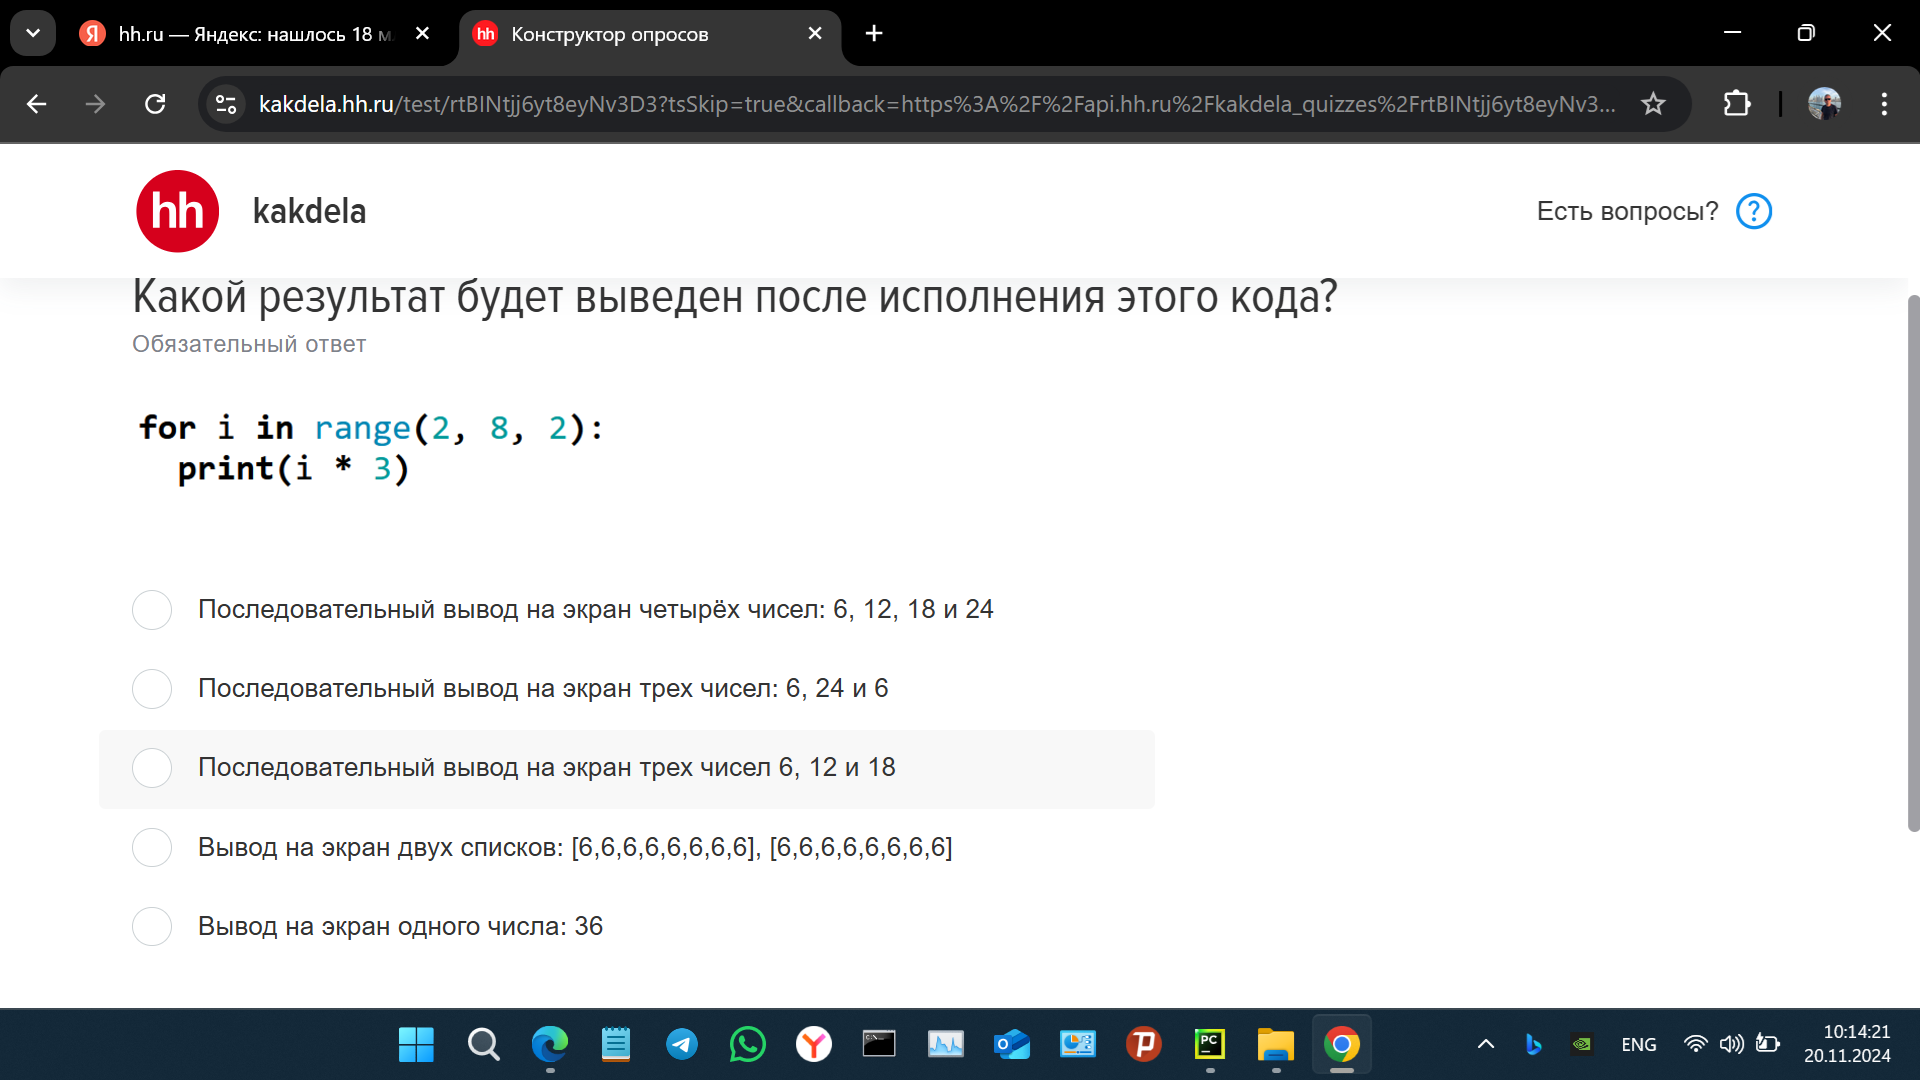 hh.ru — Яндекс: нашлось 18 м
Конструктор опросов
kakdela.hh.ru/test/rtBINtjj6yt8eyNv3D3?tsSkip=true&callback=https%3A%2F%2Fapi.hh.ru%2Fkakdela_quizzes%2FrtBINtjj6yt8eyNv3...
hh kakdela
Есть вопросы? ?
Какой результат будет выведен после исполнения этого кода?
Обязательный ответ
for i in range(2, 8, 2):
print(i * 3)
Последовательный вывод на экран четырёх чисел: 6, 12, 18 и 24
Последовательный вывод на экран трех чисел: 6, 24 и 6
Последовательный вывод на экран трех чисел 6, 12 и 18
Вывод на экран двух списков: [6,6,6,6,6,6,6,6], [6,6,6,6,6,6,6,6]
Вывод на экран одного числа: 36
ENG
10:14:21
20.11.2024